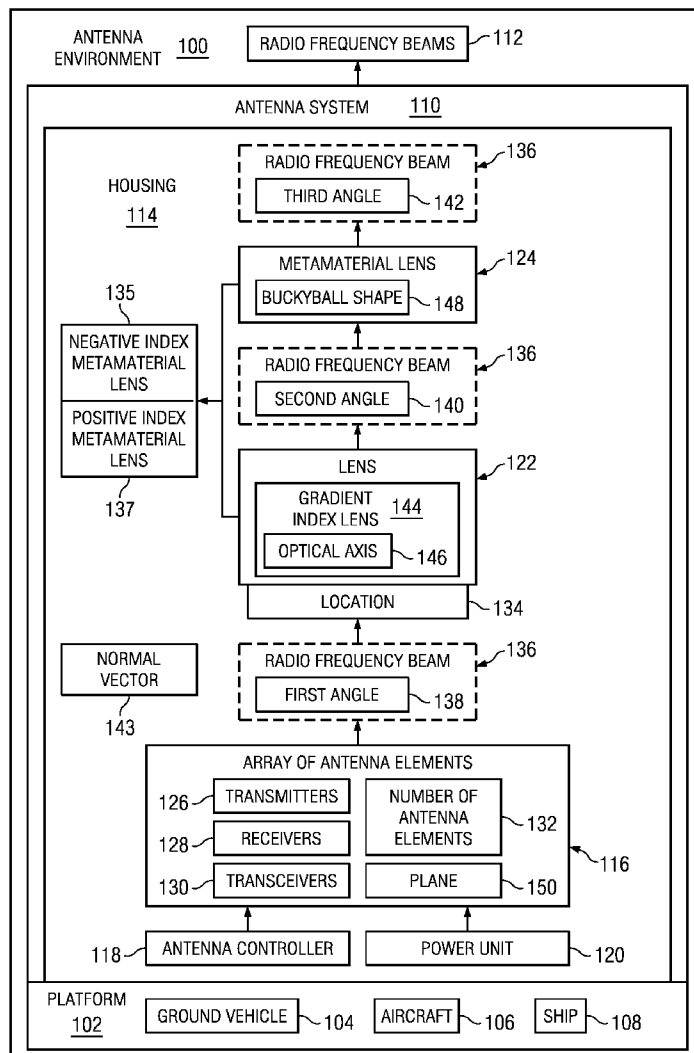 ANTENNA
ENVIRONMENT 100
RADIO FREQUENCY BEAMS 112
ANTENNA SYSTEM 110
HOUSING
114
RADIO FREQUENCY BEAM 136
THIRD ANGLE 142
METAMATERIAL LENS 124
BUCKYBALL SHAPE 148
135
NEGATIVE INDEX
METAMATERIAL
LENS
POSITIVE INDEX
METAMATERIAL
LENS
137
RADIO FREQUENCY BEAM 136
SECOND ANGLE 140
LENS 122
GRADIENT
INDEX LENS 144
OPTICAL AXIS 146
LOCATION 134
NORMAL
VECTOR
143
RADIO FREQUENCY BEAM 136
FIRST ANGLE 138
ARRAY OF ANTENNA ELEMENTS 116
126 TRANSMITTERS
128 RECEIVERS
130 TRANSCEIVERS
NUMBER OF
ANTENNA
ELEMENTS 132
PLANE 150
118 ANTENNA CONTROLLER
POWER UNIT 120
PLATFORM
102
GROUND VEHICLE 104
AIRCRAFT 106
SHIP 108